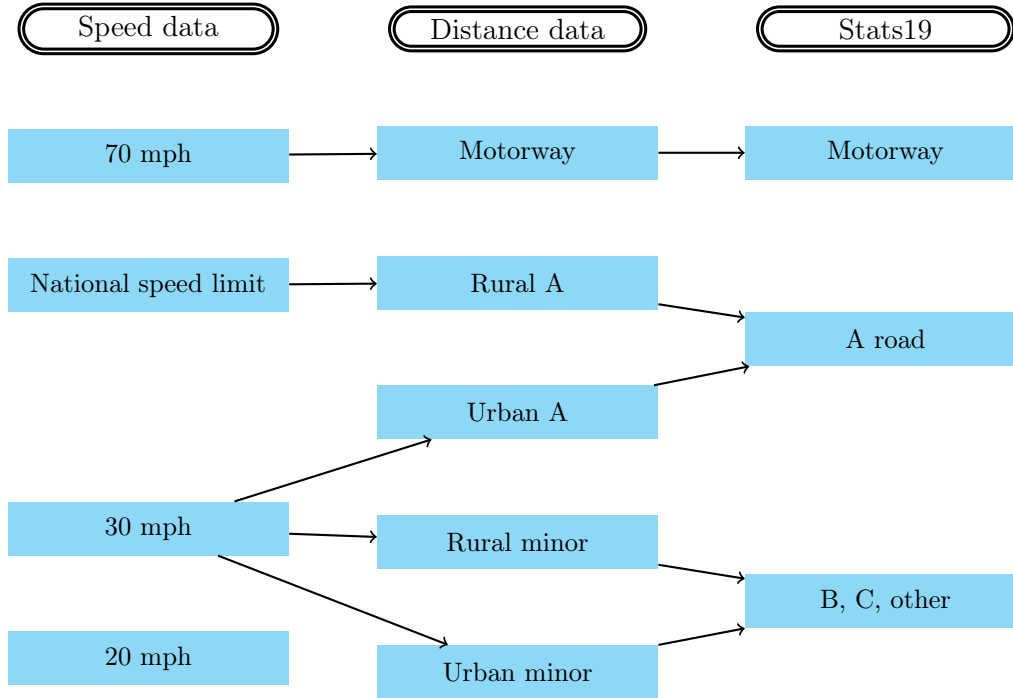 Speed data
Distance data
Stats19
70 mph
Motorway
Motorway
National speed limit
Rural A
A road
Urban A
30 mph
Rural minor
B, C, other
20 mph
Urban minor